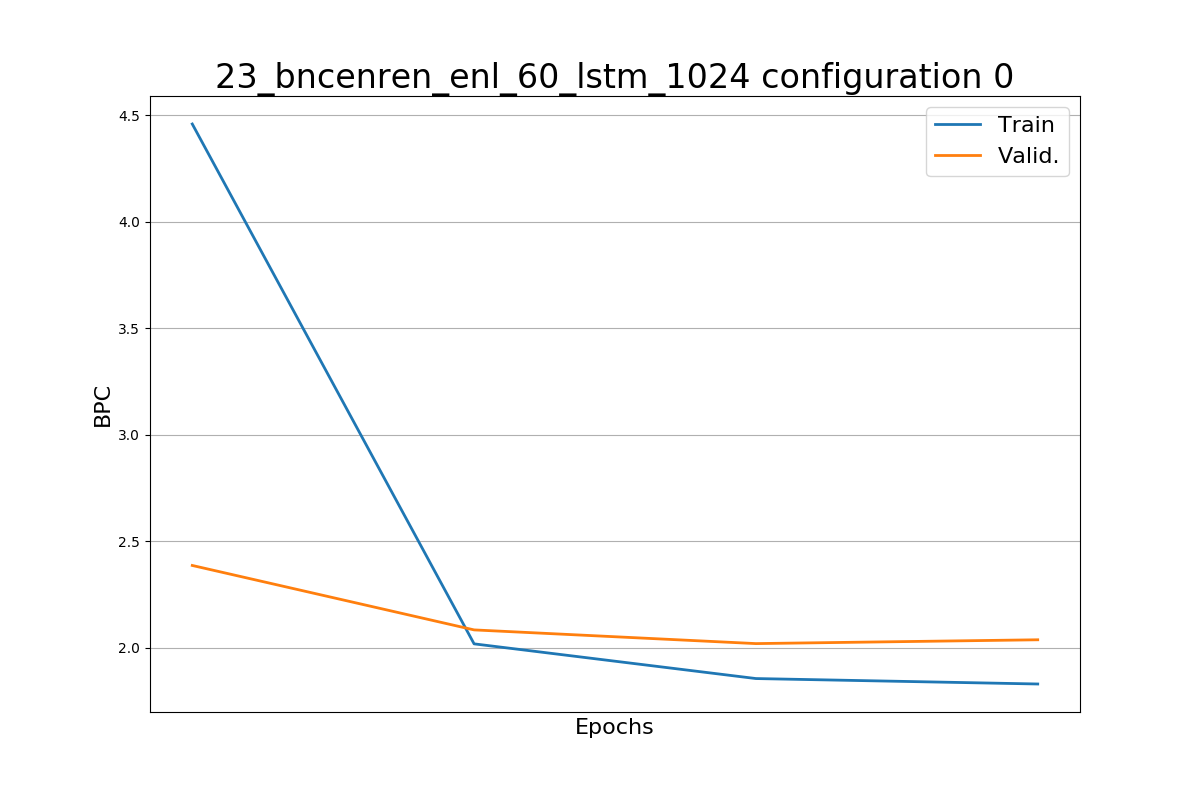 23_bncenren_enl_60_lstm_1024 configuration 0
Train
Valid.
4.5
4.0
3.5
3.0
2.5
2.0
BPC
Epochs